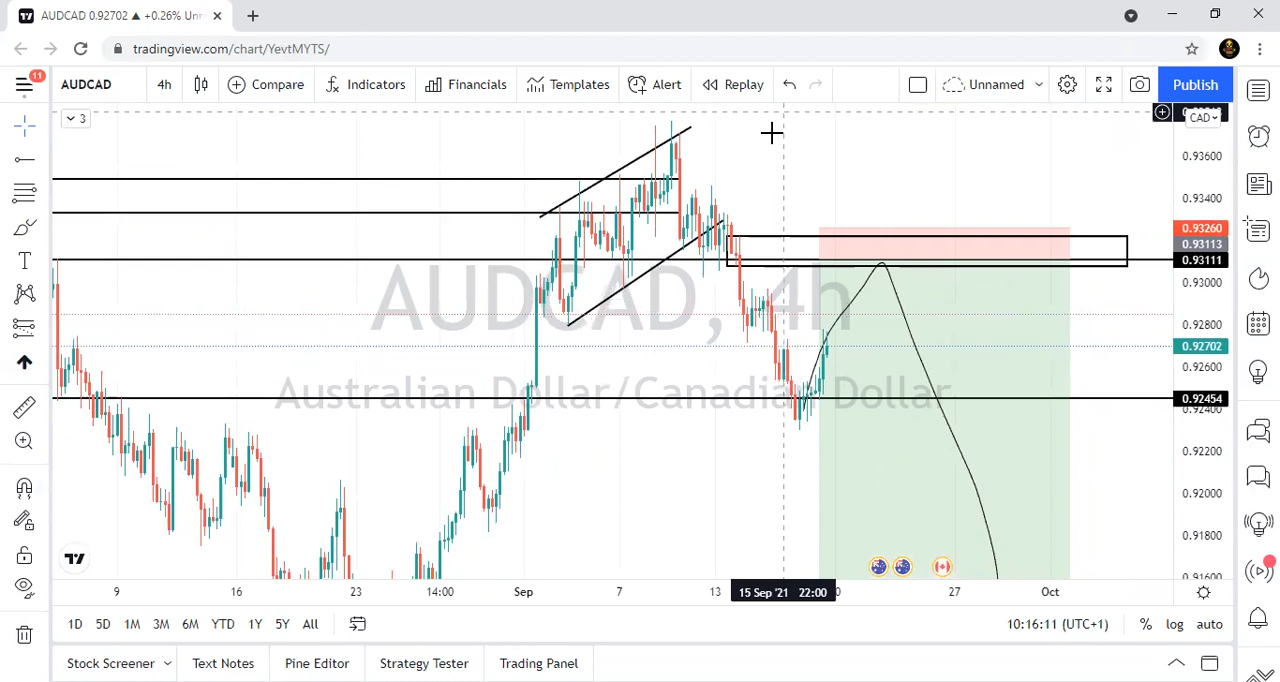 AUDCAD 0.92702 ▲ +0.26% Unn
tradingview.com/chart/YevtMYTS/
11
AUDCAD
4h
Compare
Indicators
Financials
Templates
Alert
Replay
Unnamed
Publish
3
CAD
0.93600
0.93400
0.93260
0.93113
0.93111
0.93000
0.92800
0.92702
0.92600
0.92454
0.92400
0.92200
0.92000
0.91800
0.91600
AUDCAD, 4h
Australian Dollar/Canadian Dollar
9
16
23
14:00
Sep
7
13
15 Sep '21 22:00
27
Oct
1D
5D
1M
3M
6M
YTD
1Y
5Y
All
10:16:11 (UTC+1)
%
log
auto
Stock Screener
Text Notes
Pine Editor
Strategy Tester
Trading Panel